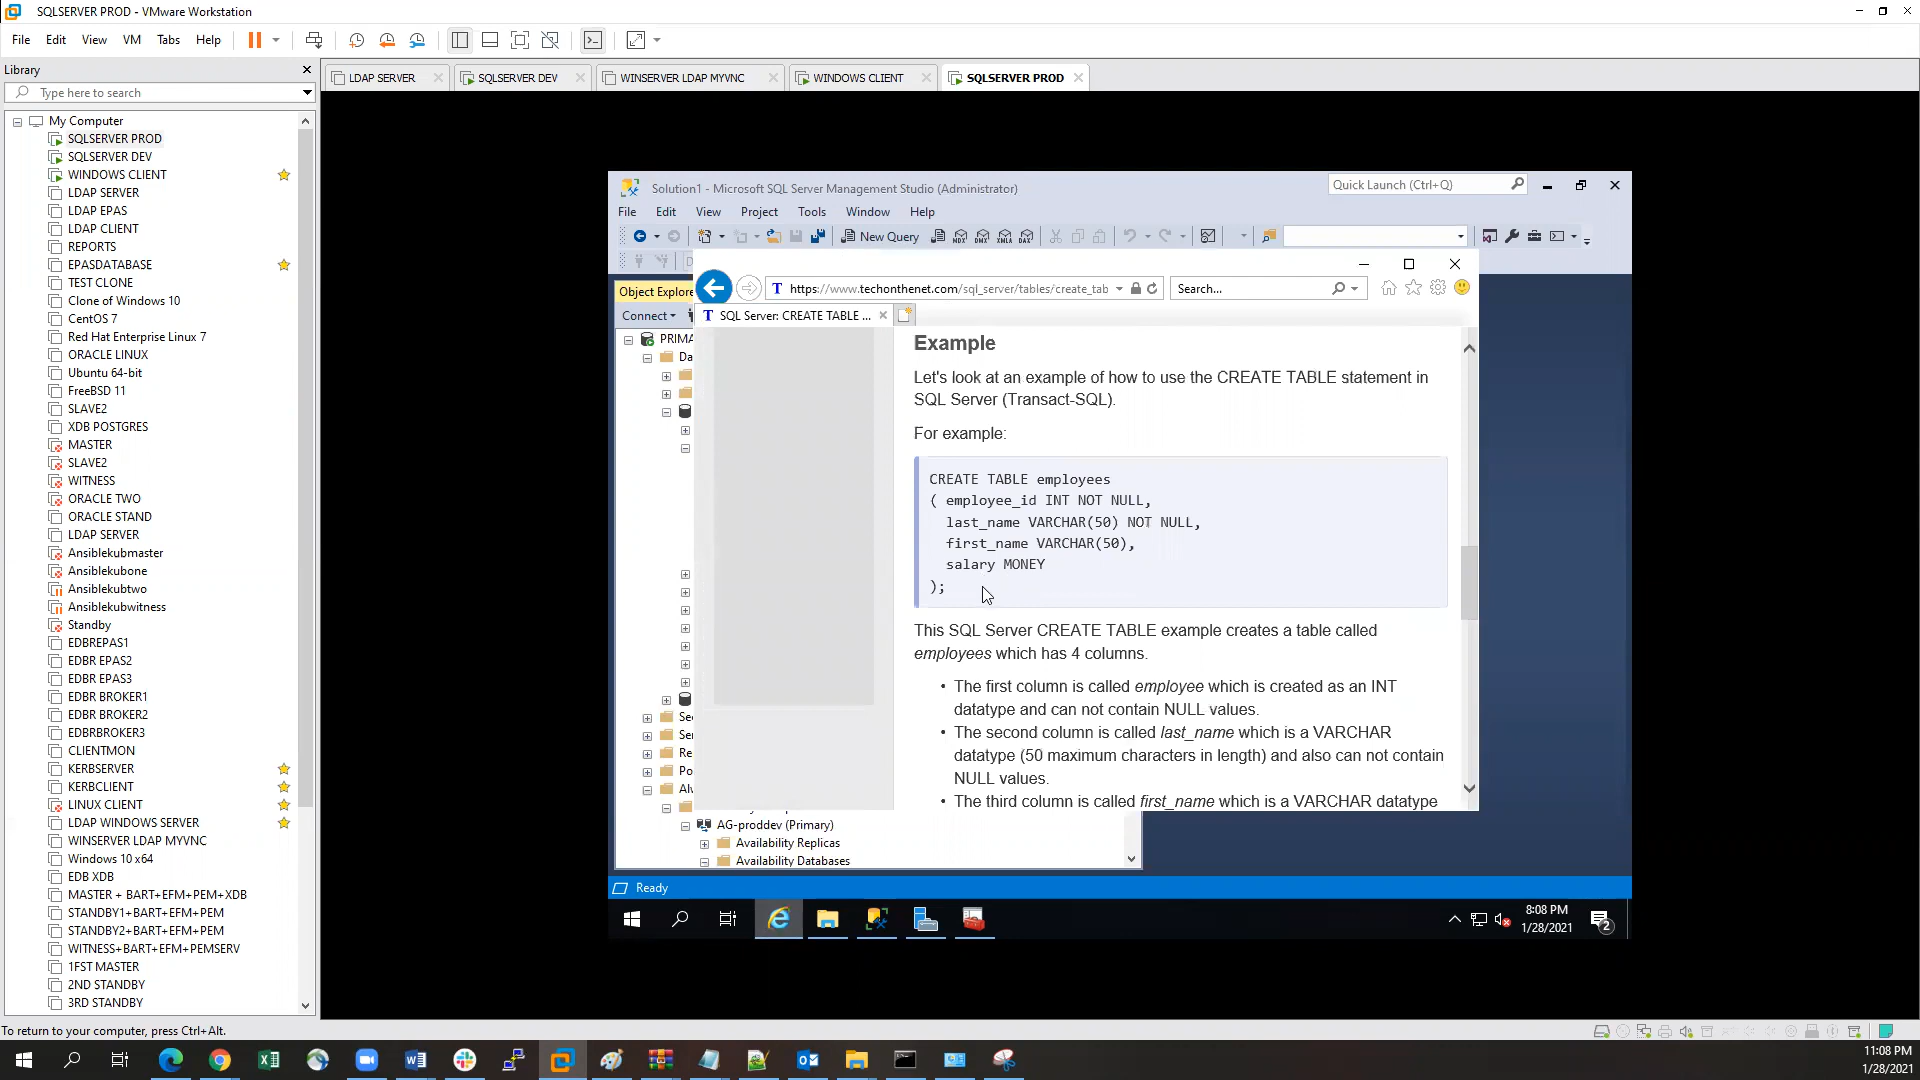 SQLSERVER PROD - VMware Workstation
File Edit View VM Tabs Help
Library
Type here to search
My Computer
SQLSERVER PROD
SQLSERVER DEV
WINDOWS CLIENT
LDAP SERVER
LDAP EPAS
LDAP CLIENT
REPORTS
EPASDATABASE
TEST CLONE
Clone of Windows 10
CentOS 7
Red Hat Enterprise Linux 7
ORACLE LINUX
Ubuntu 64-bit
FreeBSD 11
SLAVE2
XDB POSTGRES
MASTER
SLAVE2
WITNESS
ORACLE TWO
ORACLE STAND
LDAP SERVER
Ansiblekubmaster
Ansiblekubone
Ansiblekubtwo
Ansiblekubwitness
Standby
EDBREPAS1
EDBR EPAS2
EDBR EPAS3
EDBR BROKER1
EDBR BROKER2
EDBRBROKER3
CLIENTMON
KERBSERVER
KERBCLIENT
LINUX CLIENT
LDAP WINDOWS SERVER
WINSERVER LDAP MYVNC
Windows 10 x64
EDB XDB
MASTER + BART+EFM+PEM+XDB
STANDBY1+BART+EFM+PEM
STANDBY2+BART+EFM+PEM
WITNESS+BART+EFM+PEMSERV
1FST MASTER
2ND STANDBY
3RD STANDBY
LDAP SERVER SQLSERVER DEV WINSERVER LDAP MYVNC WINDOWS CLIENT SQLSERVER PROD
Solution1 - Microsoft SQL Server Management Studio (Administrator)
Quick Launch (Ctrl+Q)
File Edit View Project Tools Window Help
New Query
MDX DMX XMLA DAX
Object Explore
Connect
PRIMA
Da
Se
Ser
Re
Po
Alw
AG-proddev (Primary)
Availability Replicas
Availability Databases
https://www.techonthenet.com/sql_server/tables/create_tab
Search...
SQL Server: CREATE TABLE ...
Example
Let's look at an example of how to use the CREATE TABLE statement in
SQL Server (Transact-SQL).
For example:
CREATE TABLE employees
( employee_id INT NOT NULL,
last_name VARCHAR(50) NOT NULL,
first_name VARCHAR(50),
salary MONEY
);
This SQL Server CREATE TABLE example creates a table called
employees which has 4 columns.
• The first column is called employee which is created as an INT
datatype and can not contain NULL values.
• The second column is called last_name which is a VARCHAR
datatype (50 maximum characters in length) and also can not contain
NULL values.
• The third column is called first_name which is a VARCHAR datatype
Ready
8:08 PM
1/28/2021
2
To return to your computer, press Ctrl+Alt.
11:08 PM
1/28/2021